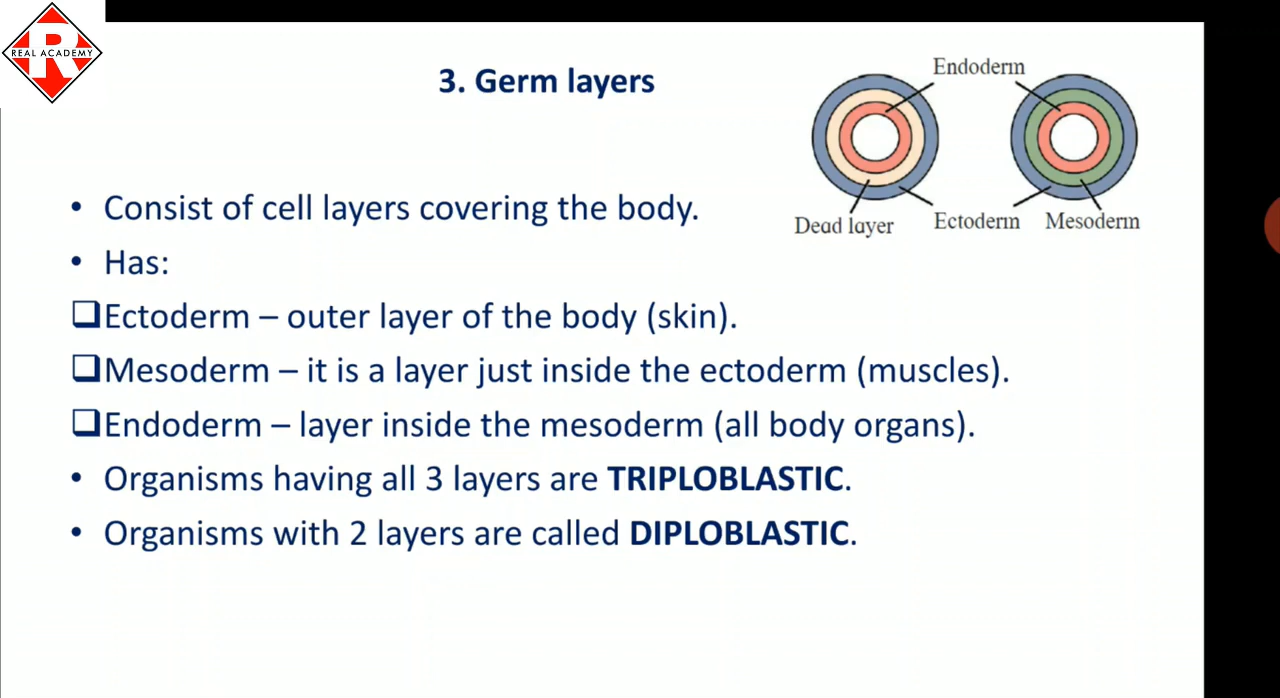 REAL ACADEMY
3. Germ layers
Endoderm
Dead layer
Ectoderm
Mesoderm
• Consist of cell layers covering the body.
• Has:
❑Ectoderm – outer layer of the body (skin).
❑Mesoderm – it is a layer just inside the ectoderm (muscles).
❑Endoderm – layer inside the mesoderm (all body organs).
• Organisms having all 3 layers are TRIPLOBLASTIC.
• Organisms with 2 layers are called DIPLOBLASTIC.